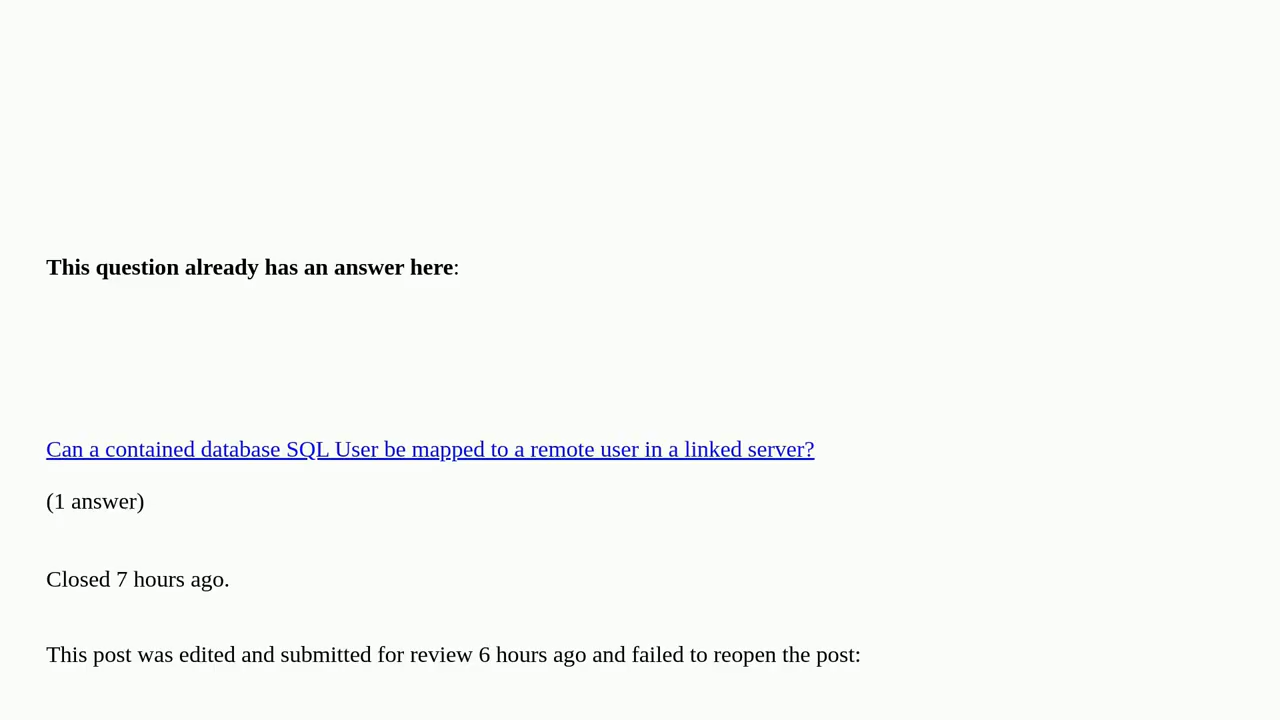 This question already has an answer here:
Can a contained database SQL User be mapped to a remote user in a linked server?
(1 answer)
Closed 7 hours ago.
This post was edited and submitted for review 6 hours ago and failed to reopen the post: